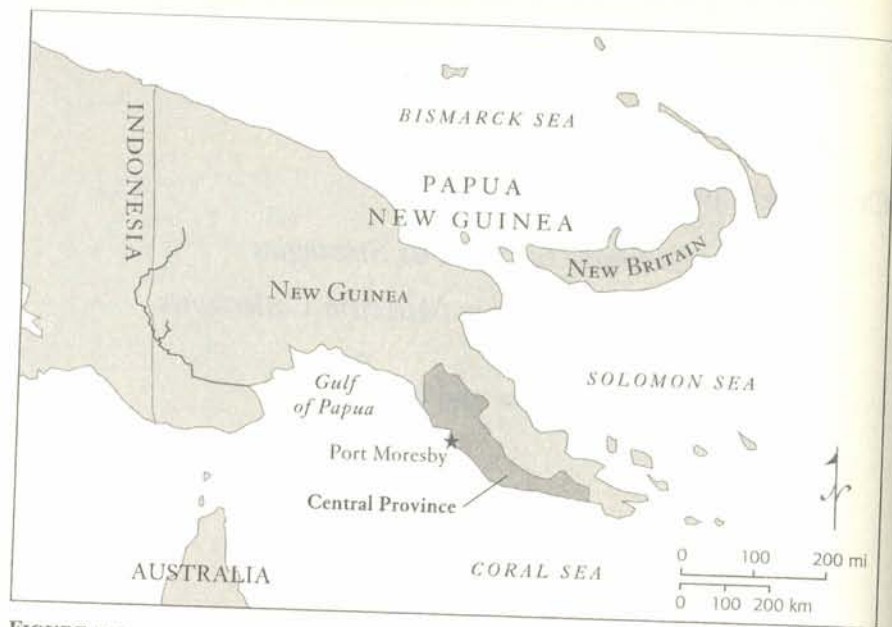 BISMARCK SEA
INDONESIA
PAPUA
NEW GUINEA
NEW BRITAIN
NEW GUINEA
SOLOMON SEA
Gulf
of Papua
Port Moresby
Central Province
N
0 100 200 mi
0 100 200 km
AUSTRALIA
CORAL SEA
FIGURE